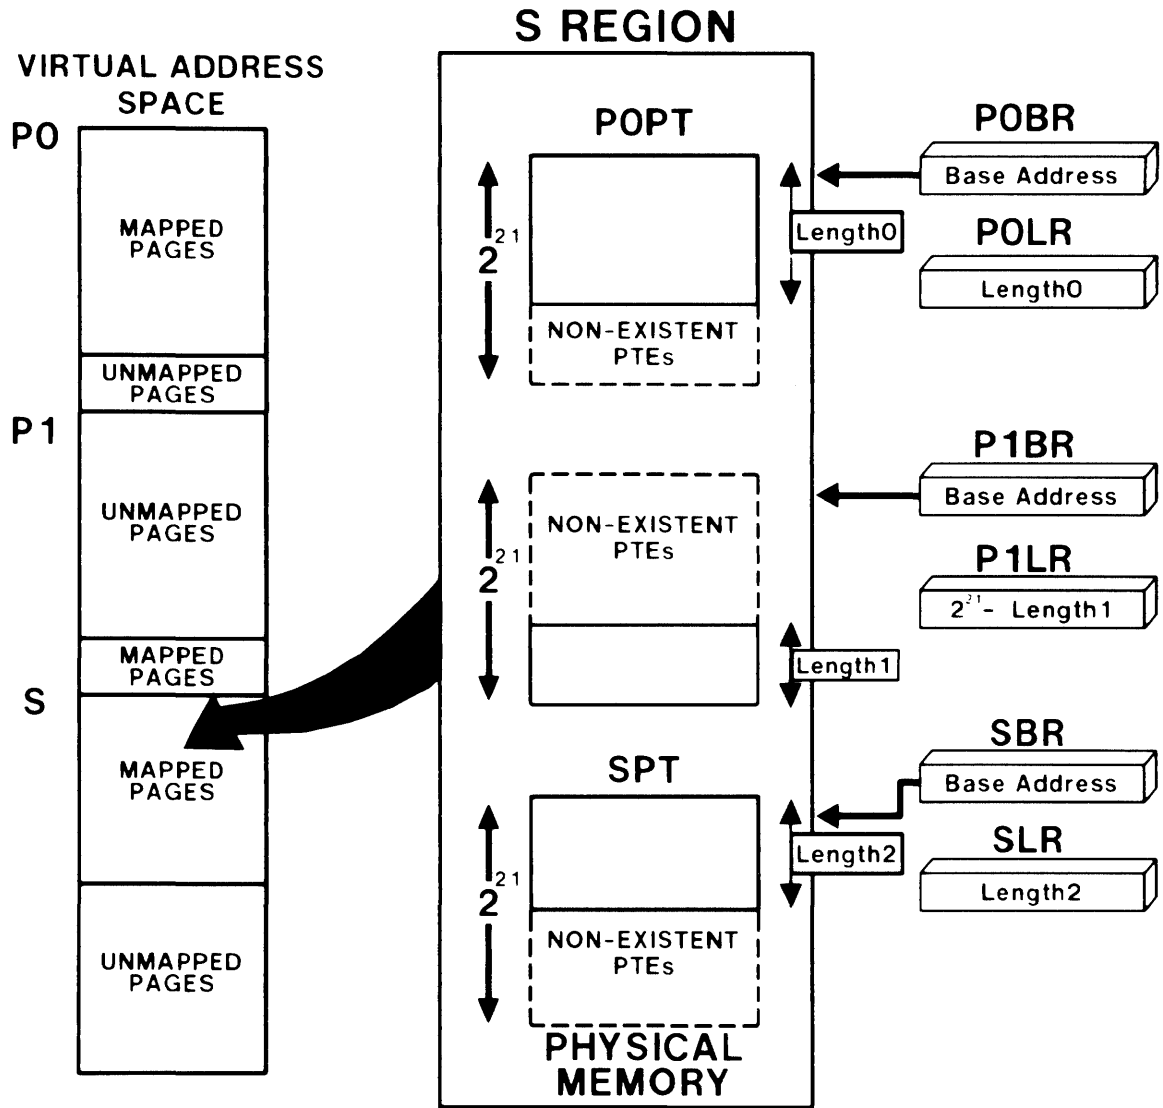 S REGION
VIRTUAL ADDRESS
SPACE
P0
MAPPED
PAGES
UNMAPPED
PAGES
P1
UNMAPPED
PAGES
MAPPED
PAGES
S
MAPPED
PAGES
UNMAPPED
PAGES
P0PT
2²¹
Length0
NON-EXISTENT
PTEs
2²¹
NON-EXISTENT
PTEs
Length1
SPT
2²¹
Length2
NON-EXISTENT
PTEs
PHYSICAL
MEMORY
P0BR
Base Address
P0LR
Length0
P1BR
Base Address
P1LR
2²¹- Length1
SBR
Base Address
SLR
Length2